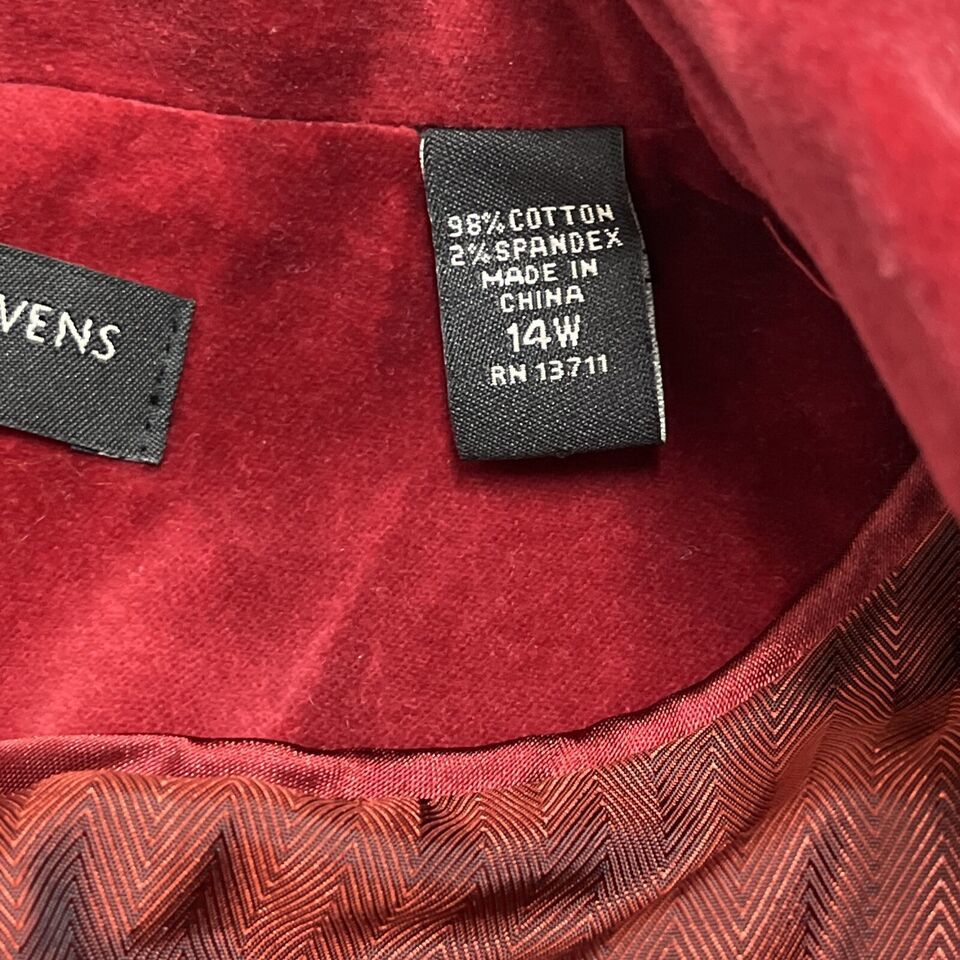 VENS
98% COTTON
2% SPANDEX
MADE IN
CHINA
14W
RN 13711